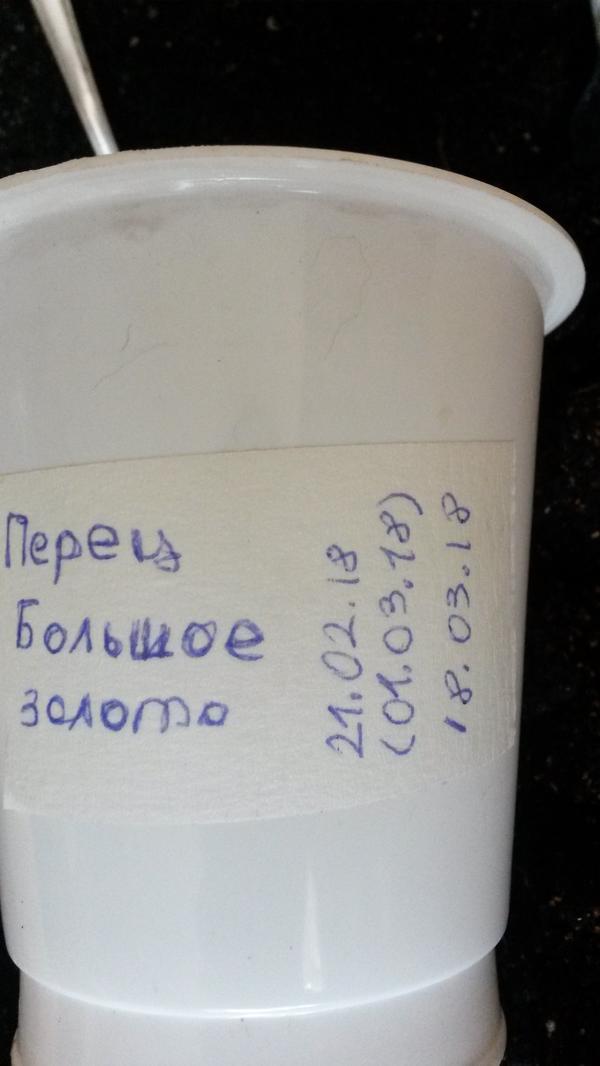 Перец
Большое
золото
21.02.18
(01.03.18)
18.03.18